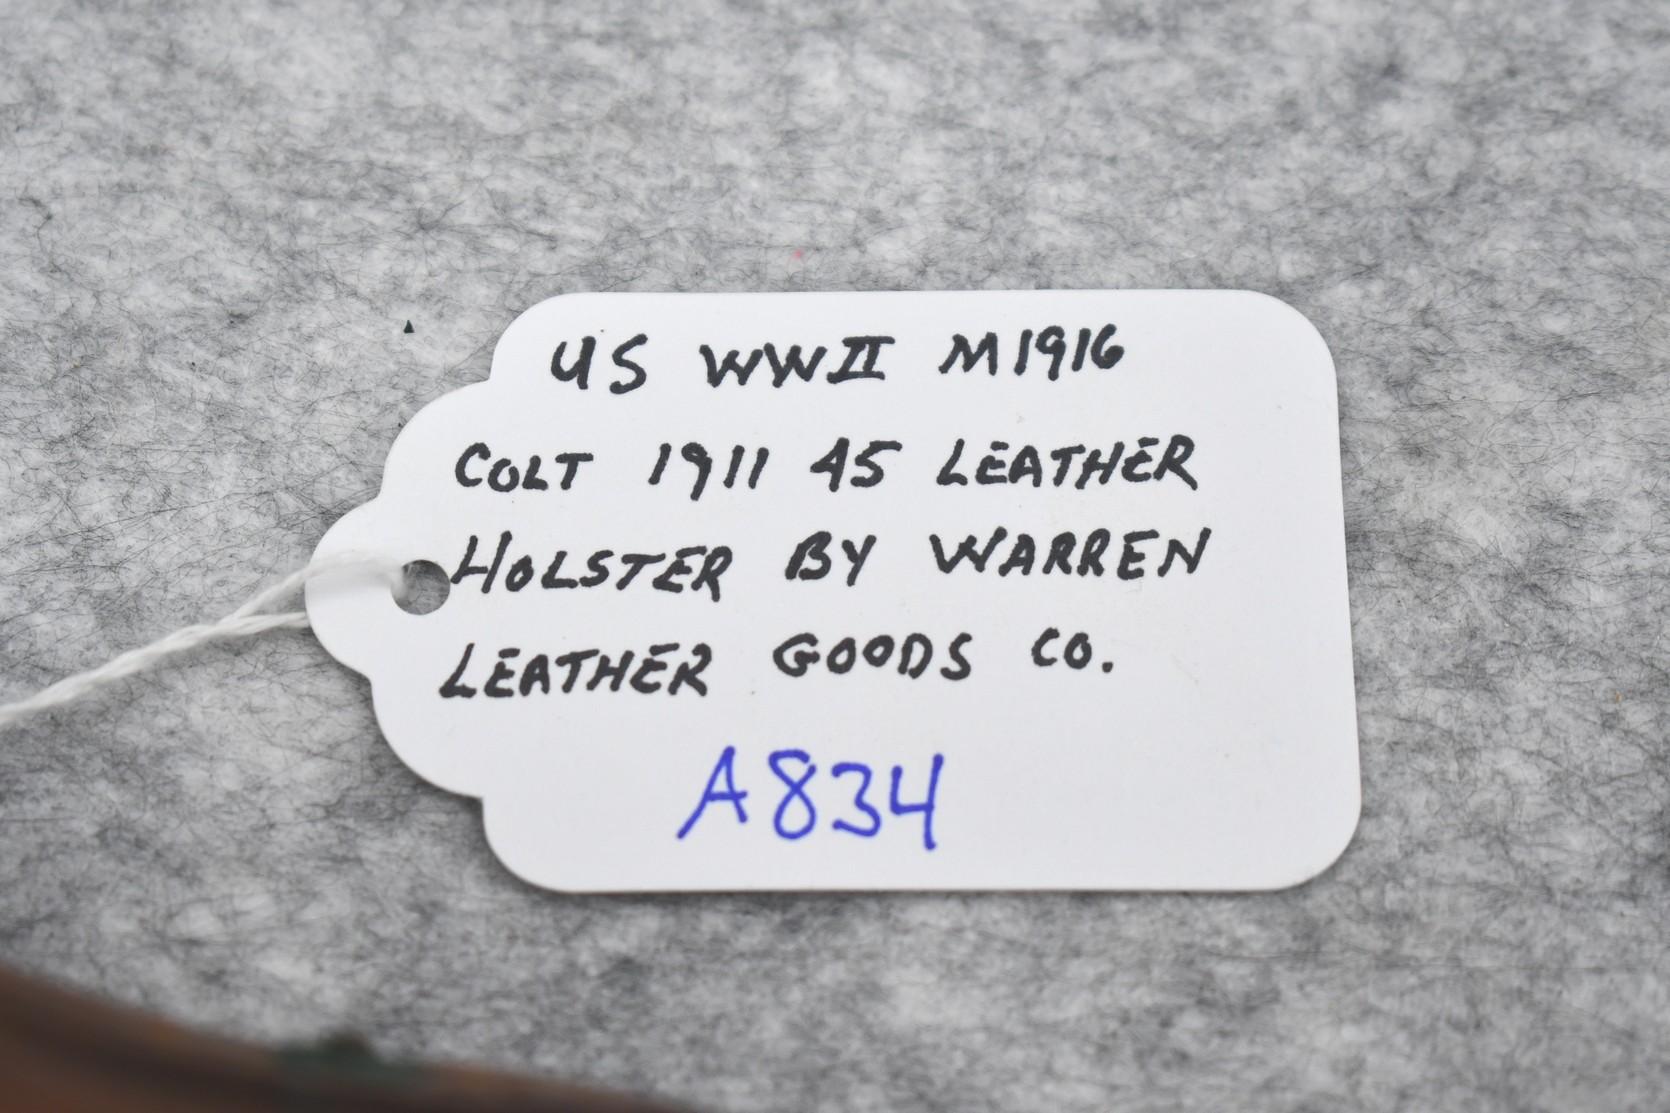 US WWII M1916
COLT 1911 45 LEATHER
HOLSTER BY WARREN
LEATHER GOODS CO.
A834